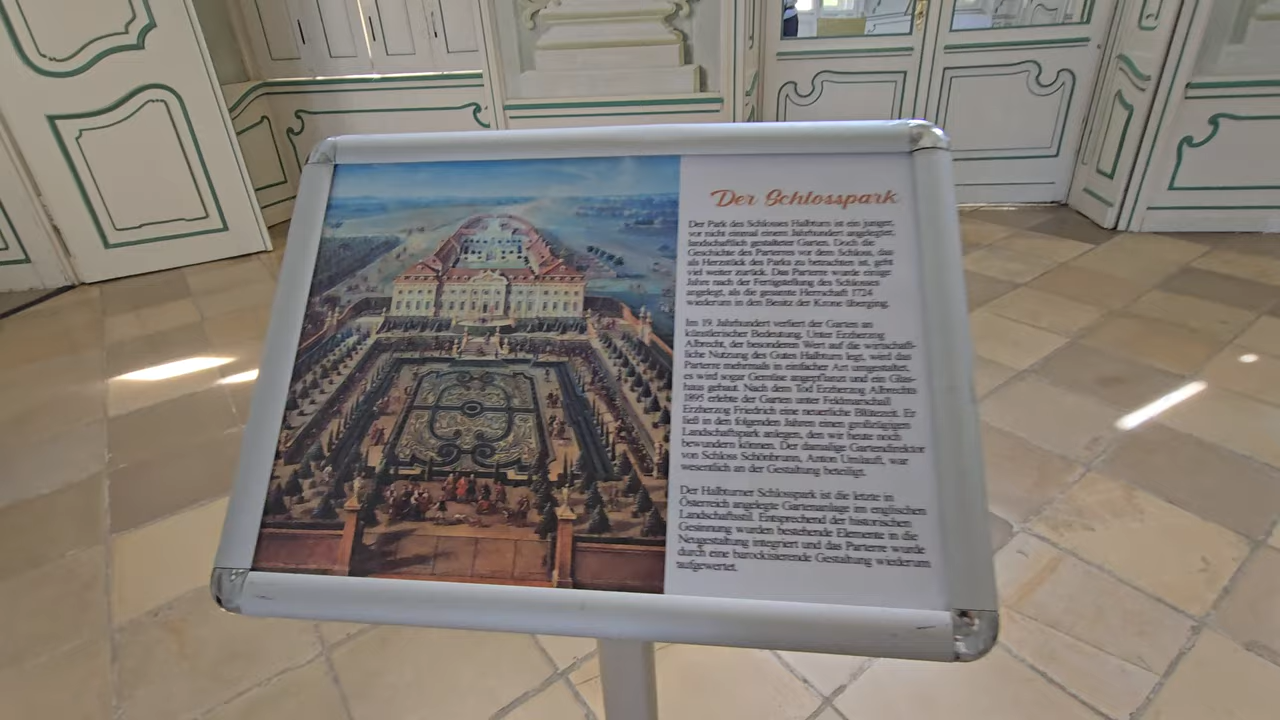 Der Schlosspark
Der Park des Schlosses Halbturn ist ein junger,
vor nicht einmal einem Jahrhundert angelegter,
landschaftlich gestalteter Garten. Doch die
Geschichte des Parterres vor dem Schloss, das
als Herzstück des Parks zu betrachten ist, geht
viel weiter zurück. Das Parterre wurde einige
Jahre nach der Fertigstellung des Schlosses
angelegt, als die gesamte Herrschaft 1724
wiederum in den Besitz der Krone überging.
Im 19. Jahrhundert verliert der Garten an
künstlerischer Bedeutung. Unter Erzherzog
Albrecht, der besonderen Wert auf die wirtschaft-
liche Nutzung des Gutes Halbturn legt, wird das
Parterre mehrmals in einfacher Art umgestaltet,
es wird sogar Gemüse angepflanzt und ein Glas-
haus gebaut. Nach dem Tod Erzherzog Albrechts
1895 erlebte der Garten unter Feldmarschall
Erzherzog Friedrich eine neuerliche Blütezeit. Er
ließ in den folgenden Jahren einen großzügigen
Landschaftspark anlegen, den wir heute noch
bewundern können. Der damalige Gartendirektor
von Schloss Schönbrunn, Anton Umlauft, war
wesentlich an der Gestaltung beteiligt.
Der Halbturner Schlosspark ist die letzte in
Österreich angelegte Gartenanlage im englischen
Landschaftsstil. Entsprechend der historischen
Gesinnung wurden bestehende Elemente in die
Neugestaltung integriert und das Parterre wurde
durch eine barockisierende Gestaltung wiederum
aufgewertet.